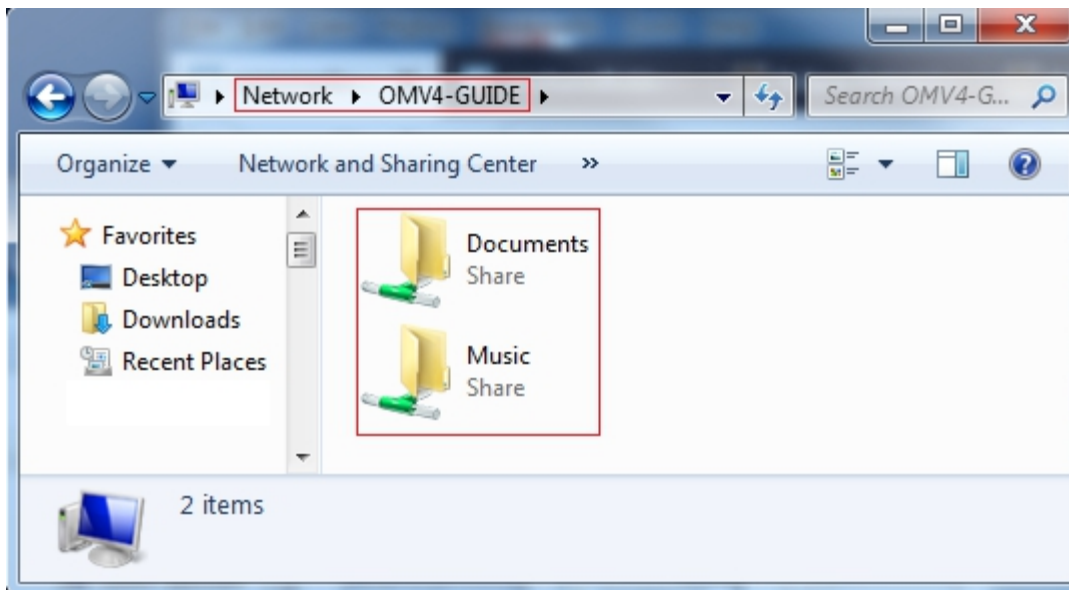 Network ▸ OMV4-GUIDE ▸
Search OMV4-G...
Organize
Network and Sharing Center »
Favorites
Desktop
Downloads
Recent Places
Documents
Share
Music
Share
2 items